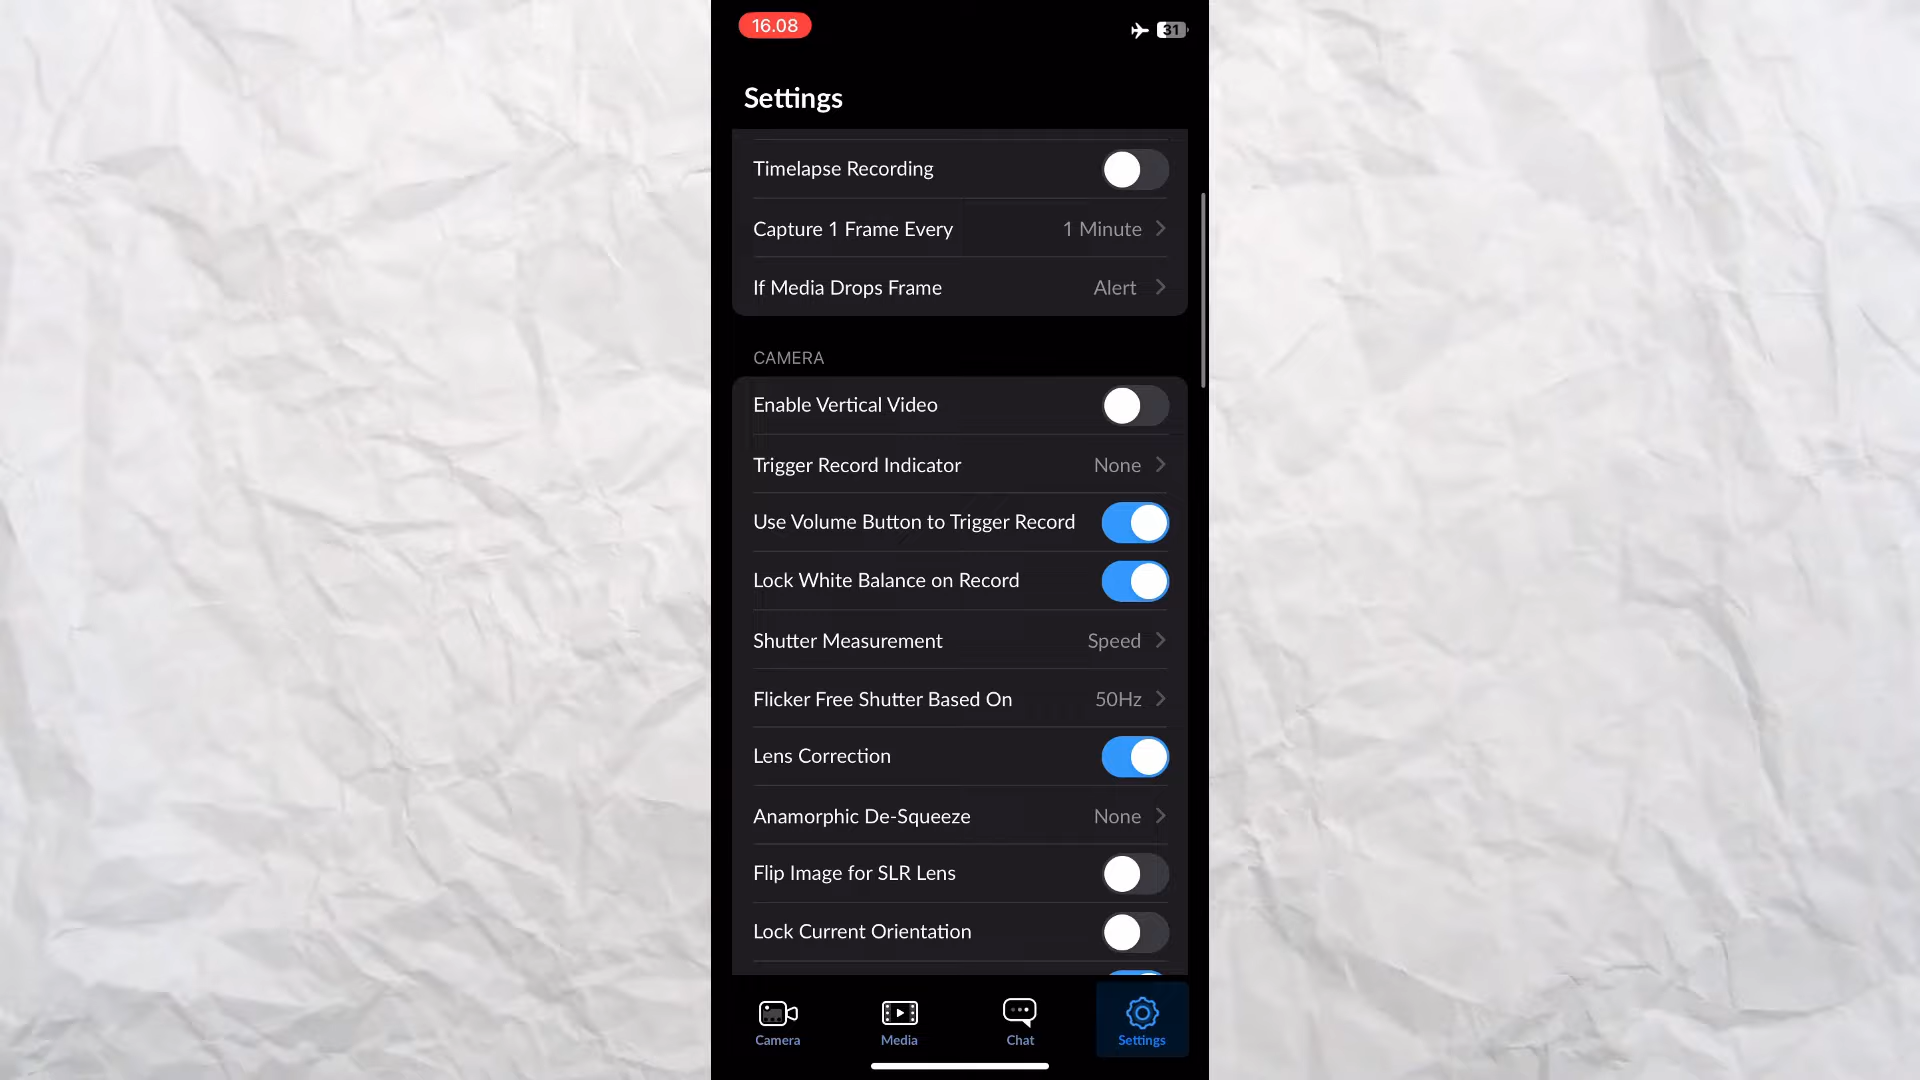 16.08
31
Settings
Timelapse Recording
Capture 1 Frame Every 1 Minute
If Media Drops Frame Alert
CAMERA
Enable Vertical Video
Trigger Record Indicator None
Use Volume Button to Trigger Record
Lock White Balance on Record
Shutter Measurement Speed
Flicker Free Shutter Based On 50Hz
Lens Correction
Anamorphic De-Squeeze None
Flip Image for SLR Lens
Lock Current Orientation
Camera Media Chat Settings